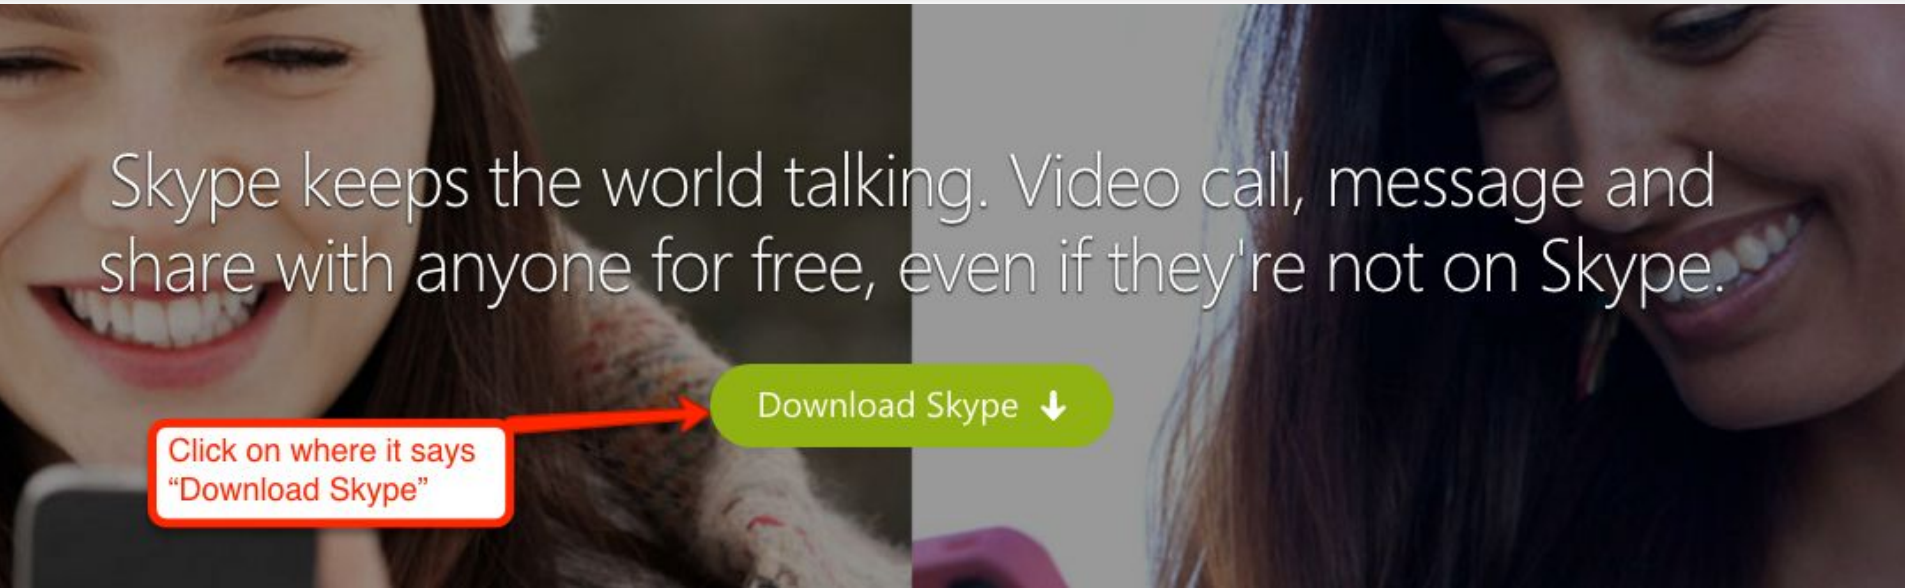 Skype keeps the world talking. Video call, message and
share with anyone for free, even if they're not on Skype.
Download Skype
Click on where it says
“Download Skype”